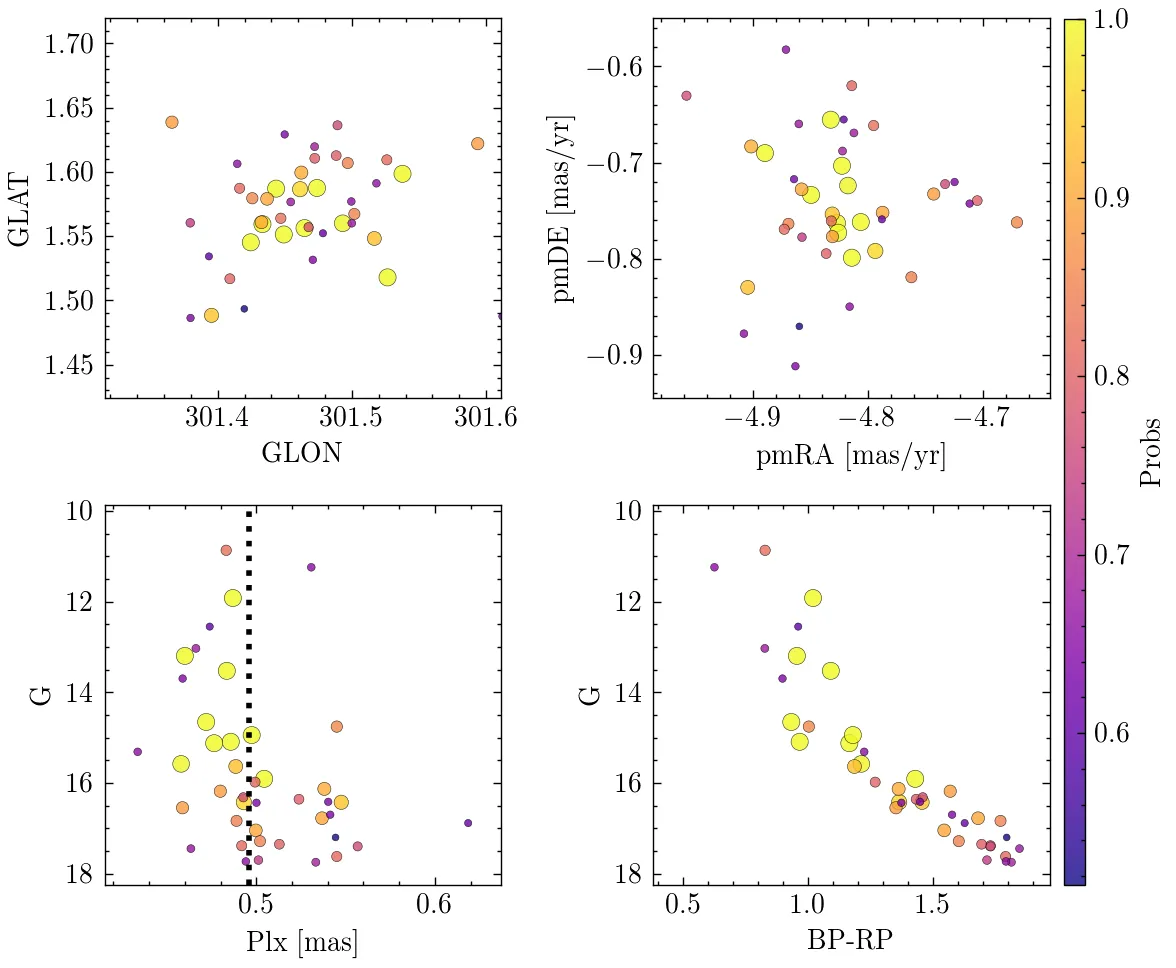 1.70
1.65
1.60
1.55
1.50
1.45
GLAT
301.4 301.5 301.6
GLON
−0.6
−0.7
−0.8
−0.9
pmDE [mas/yr]
−4.9 −4.8 −4.7
pmRA [mas/yr]
1.0
0.9
0.8
0.7
0.6
Probs
10
12
14
16
18
G
0.5 0.6
Plx [mas]
10
12
14
16
18
G
0.5 1.0 1.5
BP-RP